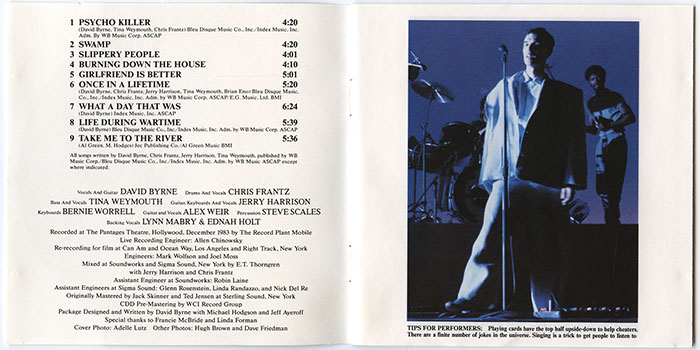 1 PSYCHO KILLER 4:20
(David Byrne, Tina Weymouth, Chris Frantz) Bleu Disque Music Co., Inc./Index Music, Inc.
Adm. By WB Music Corp. ASCAP
2 SWAMP 4:20
3 SLIPPERY PEOPLE 4:01
4 BURNING DOWN THE HOUSE 4:10
5 GIRLFRIEND IS BETTER 5:01
6 ONCE IN A LIFETIME 5:20
(David Byrne, Chris Frantz, Jerry Harrison, Tina Weymouth, Brian Eno) Bleu Disque Music,
Co., Inc./Index Music, Inc. Adm. by WB Music Corp. ASCAP/E.G. Music, Ltd. BMI
7 WHAT A DAY THAT WAS 6:24
(David Byrne) Index Music, Inc. ASCAP
8 LIFE DURING WARTIME 5:39
(David Byrne) Bleu Disque Music Co., Inc./Index Music, Inc. Adm. by WB Music Corp. ASCAP
9 TAKE ME TO THE RIVER 5:36
(Al Green, M. Hodges) Jec Publishing Co./Al Green Music BMI
All songs written by David Byrne, Chris Frantz, Jerry Harrison, Tina Weymouth, published by WB
Music Corp./Bleu Disque Music Co., Inc./Index Music, Inc. Adm. by WB Music Corp. ASCAP except
where indicated.
Vocals And Guitar DAVID BYRNE Drums And Vocals CHRIS FRANTZ
Bass And Vocals TINA WEYMOUTH Guitar, Keyboards And Vocals JERRY HARRISON
Keyboards BERNIE WORRELL Guitar and Vocals ALEX WEIR Percussion STEVE SCALES
Backing Vocals LYNN MABRY & EDNAH HOLT
Recorded at The Pantages Theatre, Hollywood, December 1983 by The Record Plant Mobile
Live Recording Engineer: Allen Chinowsky
Re-recording for film at Can Am and Ocean Way, Los Angeles and Right Track, New York
Engineers: Mark Wolfson and Joel Moss
Mixed at Soundworks and Sigma Sound, New York by E.T. Thorngren
with Jerry Harrison and Chris Frantz
Assistant Engineer at Soundworks: Robin Laine
Assistant Engineers at Sigma Sound: Glenn Rosenstein, Linda Randazzo, and Nick Del Re
Originally Mastered by Jack Skinner and Ted Jensen at Sterling Sound, New York
CDD Pre-Mastering by WCI Record Group
Package Designed and Written by David Byrne with Michael Hodgson and Jeff Ayeroff
Special thanks to Francie McBride and Linda Forman
Cover Photo: Adelle Lutz Other Photos: Hugh Brown and Dave Friedman
TIPS FOR PERFORMERS: Playing cards have the top half upside-down to help cheaters.
There are a finite number of jokes in the universe. Singing is a trick to get people to listen to